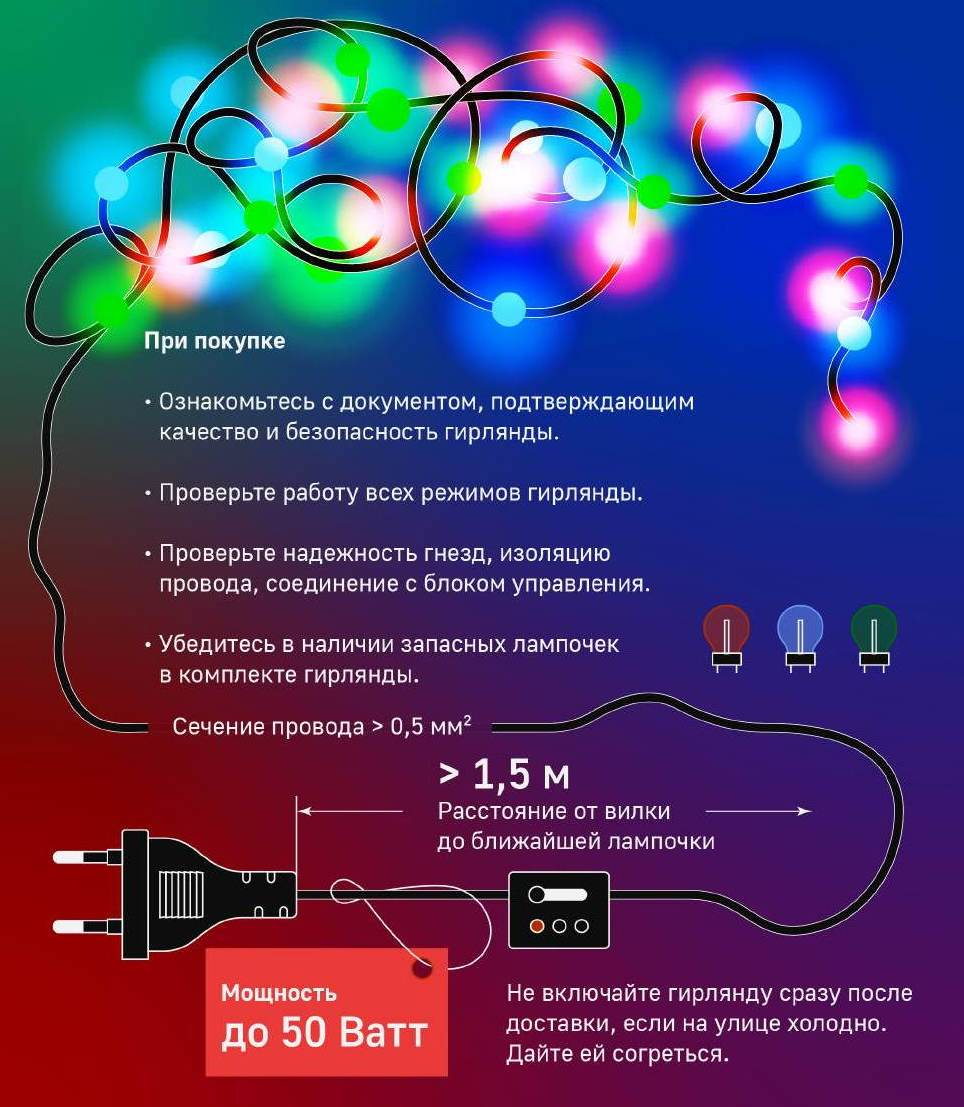 При покупке
• Ознакомьтесь с документом, подтверждающим
качество и безопасность гирлянды.
• Проверьте работу всех режимов гирлянды.
• Проверьте надежность гнезд, изоляцию
провода, соединение с блоком управления.
• Убедитесь в наличии запасных лампочек
в комплекте гирлянды.
Сечение провода > 0,5 мм²
> 1,5 м
Расстояние от вилки
до ближайшей лампочки
Мощность
до 50 Ватт
Не включайте гирлянду сразу после
доставки, если на улице холодно.
Дайте ей согреться.